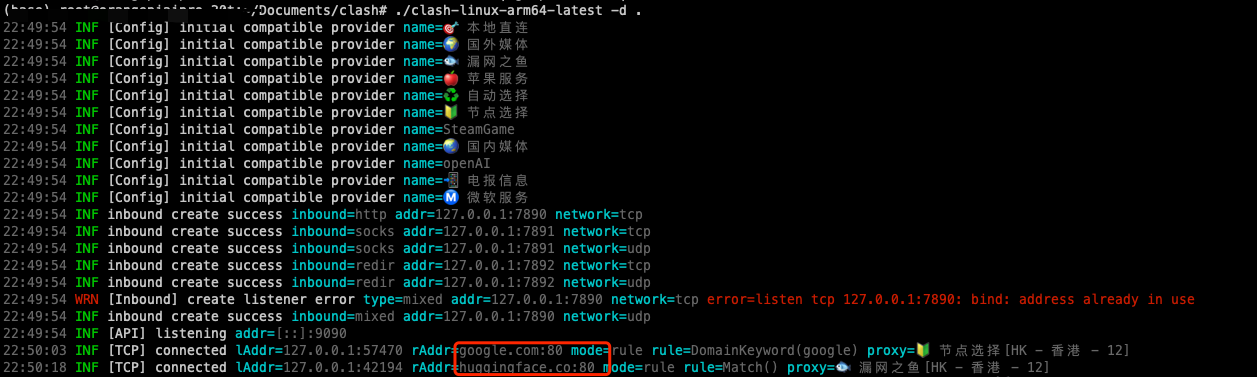 (base) root@orangepiaipro-20t:~/Documents/clash# ./clash-linux-arm64-latest -d .
22:49:54 INF [Config] initial compatible provider name=🎯 本地直连
22:49:54 INF [Config] initial compatible provider name=🌍 国外媒体
22:49:54 INF [Config] initial compatible provider name=🐟 漏网之鱼
22:49:54 INF [Config] initial compatible provider name=🍎 苹果服务
22:49:54 INF [Config] initial compatible provider name=♻️ 自动选择
22:49:54 INF [Config] initial compatible provider name=🔰 节点选择
22:49:54 INF [Config] initial compatible provider name=SteamGame
22:49:54 INF [Config] initial compatible provider name=🌏 国内媒体
22:49:54 INF [Config] initial compatible provider name=openAI
22:49:54 INF [Config] initial compatible provider name=📲 电报信息
22:49:54 INF [Config] initial compatible provider name=Ⓜ️ 微软服务
22:49:54 INF inbound create success inbound=http addr=127.0.0.1:7890 network=tcp
22:49:54 INF inbound create success inbound=socks addr=127.0.0.1:7891 network=tcp
22:49:54 INF inbound create success inbound=socks addr=127.0.0.1:7891 network=udp
22:49:54 INF inbound create success inbound=redir addr=127.0.0.1:7892 network=tcp
22:49:54 INF inbound create success inbound=redir addr=127.0.0.1:7892 network=udp
22:49:54 WRN [Inbound] create listener error type=mixed addr=127.0.0.1:7890 network=tcp error=listen tcp 127.0.0.1:7890: bind: address already in use
22:49:54 INF inbound create success inbound=mixed addr=127.0.0.1:7890 network=udp
22:49:54 INF [API] listening addr=[::]:9090
22:50:03 INF [TCP] connected lAddr=127.0.0.1:57470 rAddr=google.com:80 mode=rule rule=DomainKeyword(google) proxy=🔰 节点选择[HK - 香港 - 12]
22:50:18 INF [TCP] connected lAddr=127.0.0.1:42194 rAddr=huggingface.co:80 mode=rule rule=Match() proxy=🐟 漏网之鱼[HK - 香港 - 12]